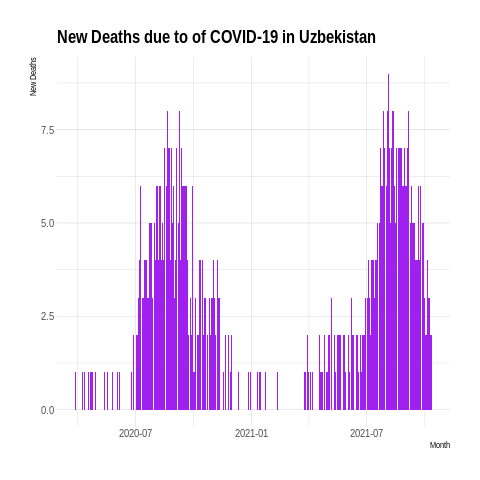 New Deaths due to of COVID-19 in Uzbekistan
New Deaths
7.5
5.0
2.5
0.0
2020-07
2021-01
2021-07
Month